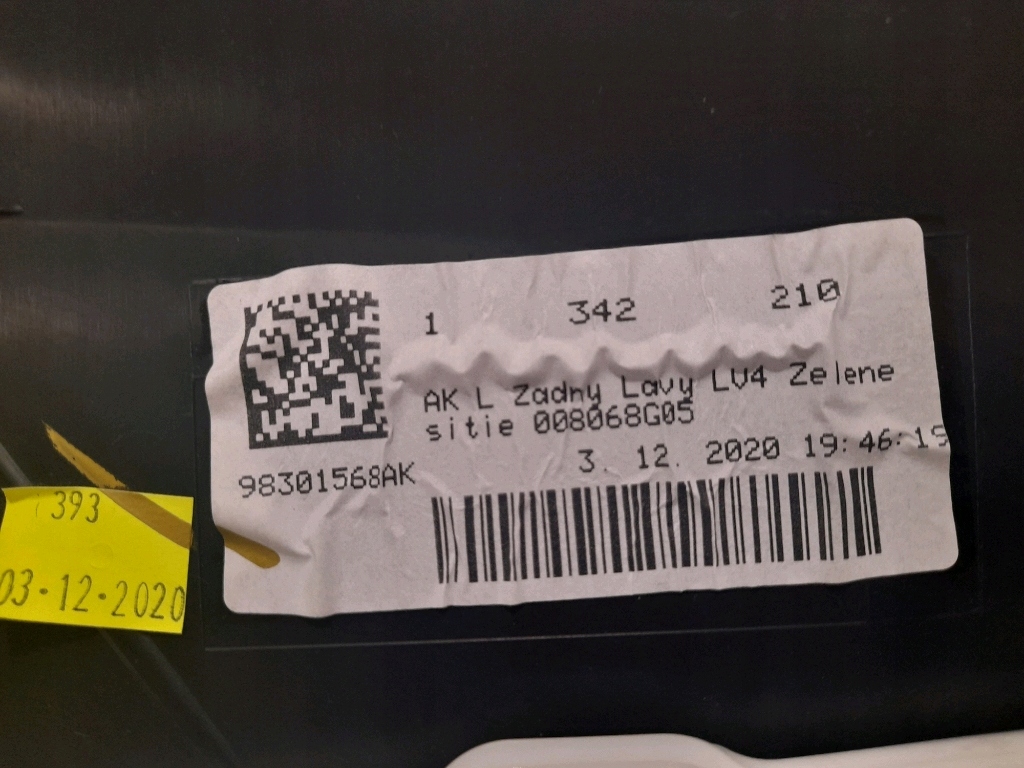 1 342 210
AK L Zadny Lavy LV4 Zelene
sitie 008068G05
3. 12. 2020 19:46:19
98301568AK
393
03·12·2020